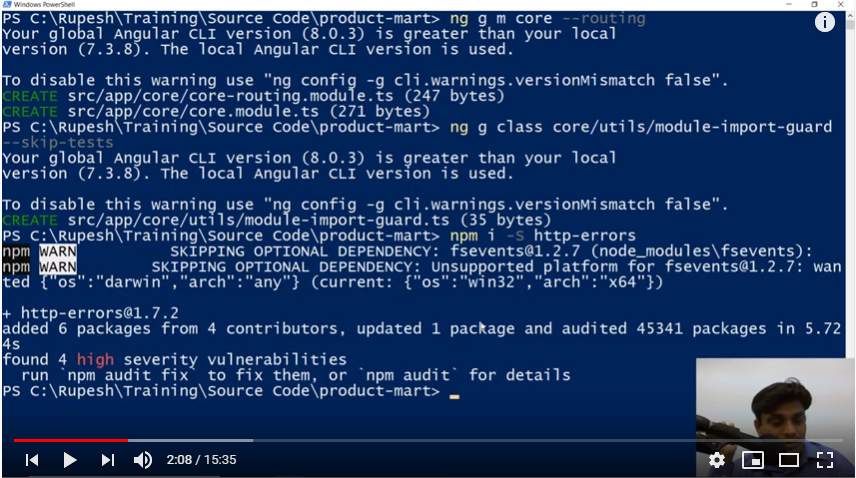 Windows PowerShell
PS C:\Rupesh\Training\Source Code\product-mart> ng g m core --routing
Your global Angular CLI version (8.0.3) is greater than your local
version (7.3.8). The local Angular CLI version is used.
To disable this warning use "ng config -g cli.warnings.versionMismatch false".
CREATE src/app/core/core-routing.module.ts (247 bytes)
CREATE src/app/core/core.module.ts (271 bytes)
PS C:\Rupesh\Training\Source Code\product-mart> ng g class core/utils/module-import-guard
--skip-tests
Your global Angular CLI version (8.0.3) is greater than your local
version (7.3.8). The local Angular CLI version is used.
To disable this warning use "ng config -g cli.warnings.versionMismatch false".
CREATE src/app/core/utils/module-import-guard.ts (35 bytes)
PS C:\Rupesh\Training\Source Code\product-mart> npm i -S http-errors
npm WARN SKIPPING OPTIONAL DEPENDENCY: fsevents@1.2.7 (node_modules\fsevents):
npm WARN SKIPPING OPTIONAL DEPENDENCY: Unsupported platform for fsevents@1.2.7: wan
ted {"os":"darwin","arch":"any"} (current: {"os":"win32","arch":"x64"})
+ http-errors@1.7.2
added 6 packages from 4 contributors, updated 1 package and audited 45341 packages in 5.72
4s
found 4 high severity vulnerabilities
run `npm audit fix` to fix them, or `npm audit` for details
PS C:\Rupesh\Training\Source Code\product-mart>
2:08 / 15:35